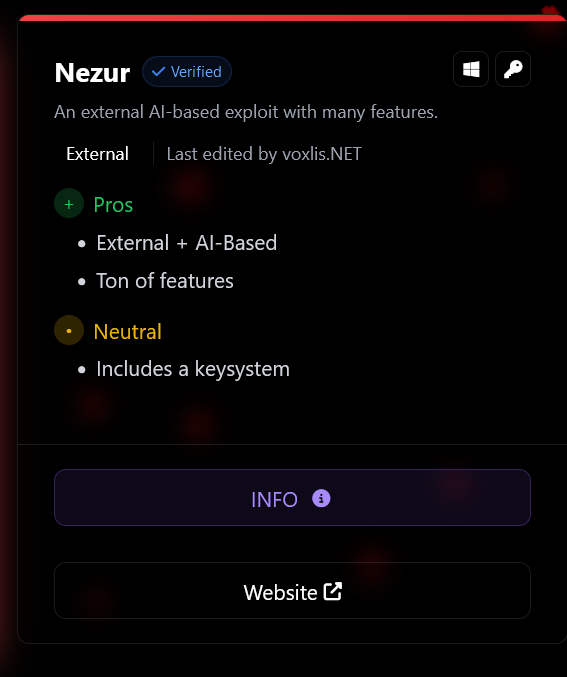 Nezur Verified
An external AI-based exploit with many features.
External Last edited by voxlis.NET
+ Pros
• External + AI-Based
• Ton of features
• Neutral
• Includes a keysystem
INFO
Website